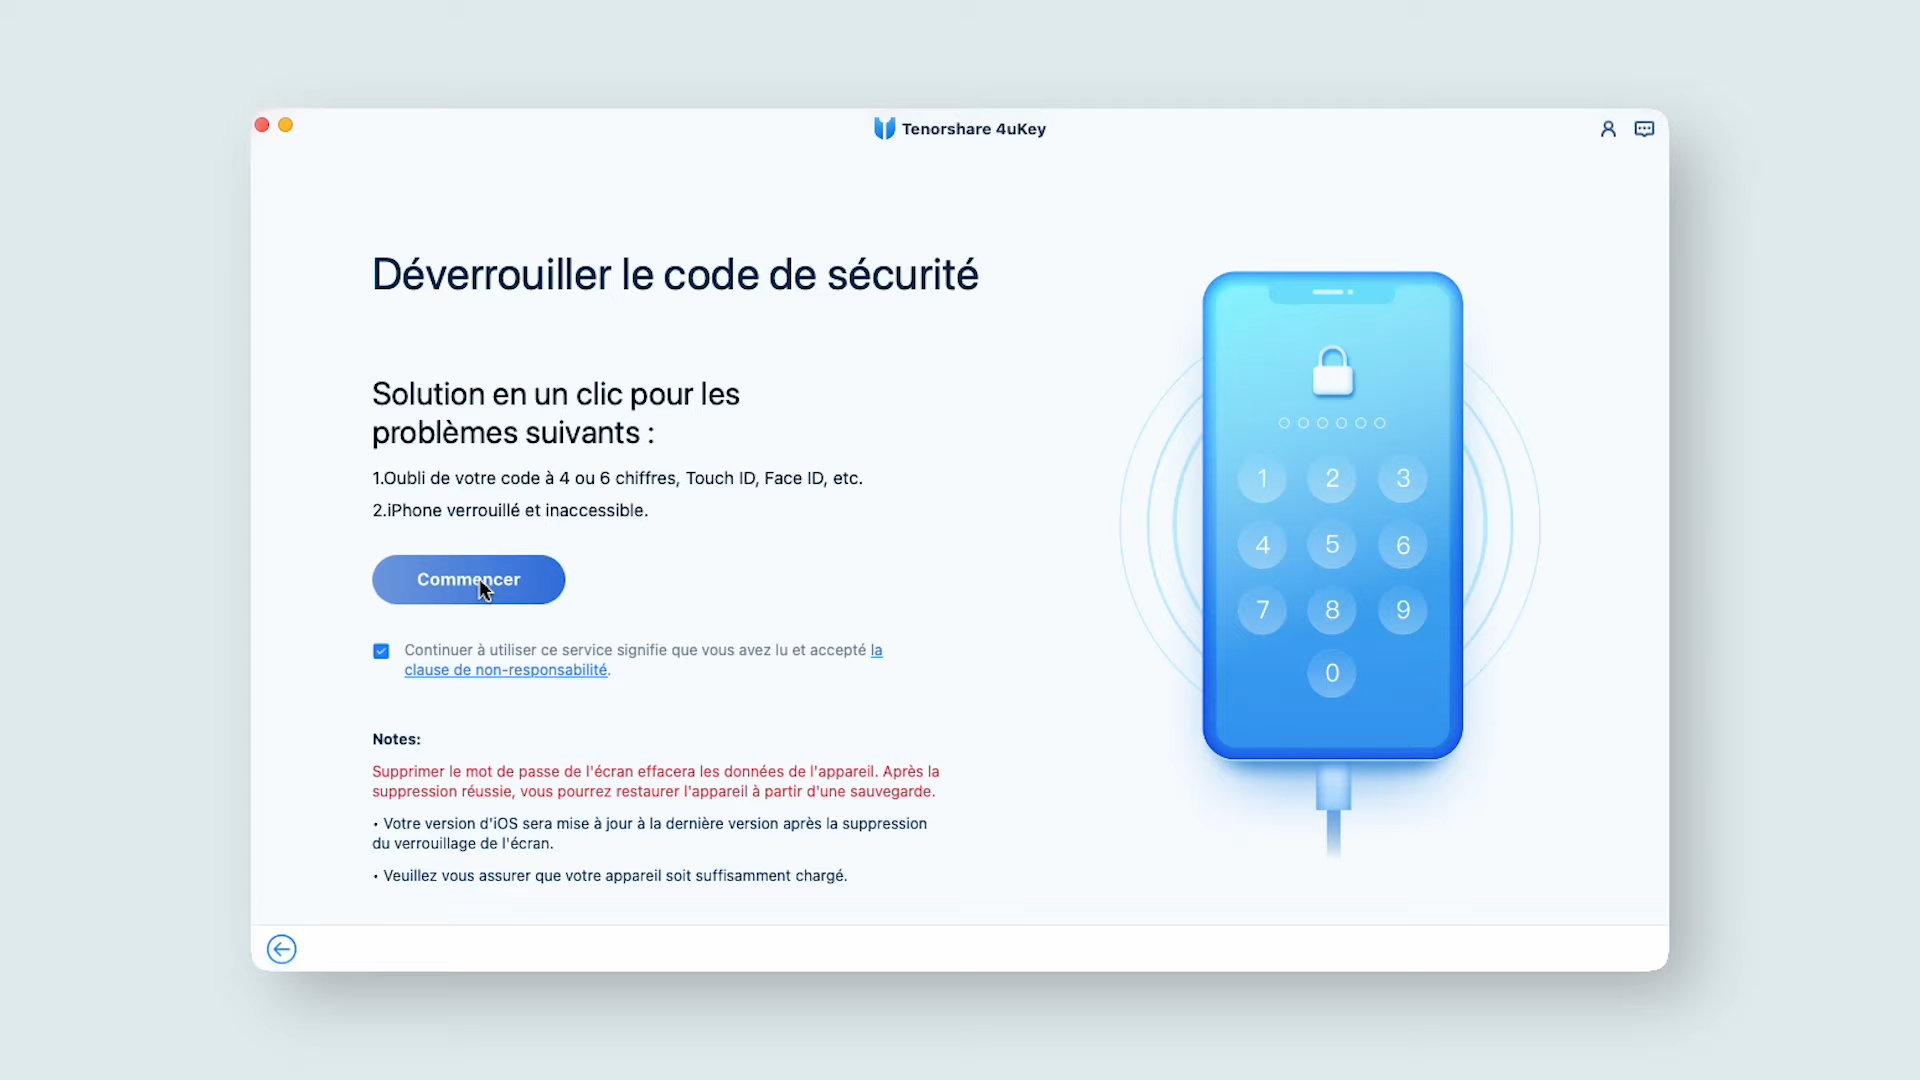 Tenorshare 4uKey
Déverrouiller le code de sécurité
Solution en un clic pour les
problèmes suivants :
1.Oubli de votre code à 4 ou 6 chiffres, Touch ID, Face ID, etc.
2.iPhone verrouillé et inaccessible.
Commencer
Continuer à utiliser ce service signifie que vous avez lu et accepté la
clause de non-responsabilité.
Notes:
Supprimer le mot de passe de l'écran effacera les données de l'appareil. Après la
suppression réussie, vous pourrez restaurer l'appareil à partir d'une sauvegarde.
• Votre version d'iOS sera mise à jour à la dernière version après la suppression
du verrouillage de l'écran.
• Veuillez vous assurer que votre appareil soit suffisamment chargé.
1 2 3
4 5 6
7 8 9
0